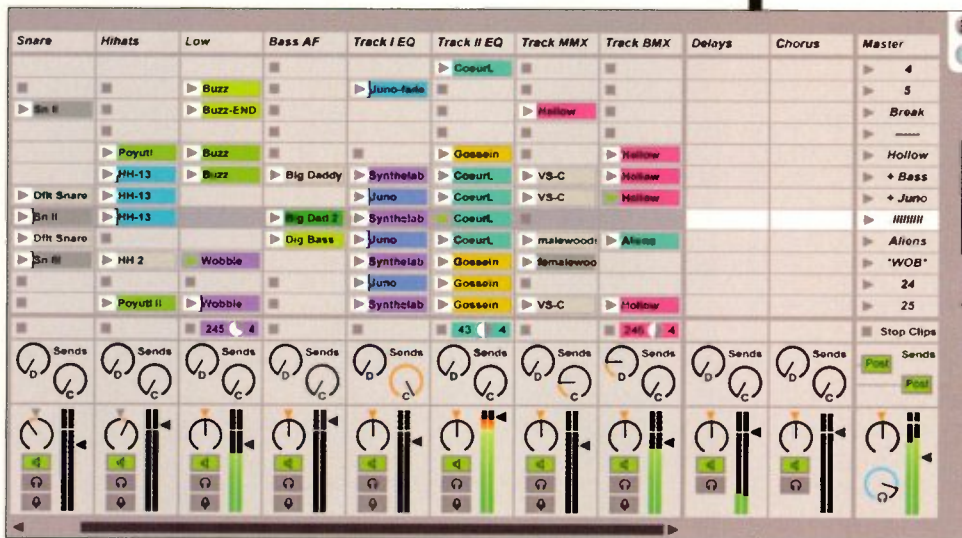 Snare Hihats Low Bass AF Track I EQ Track II EQ Track MMX Track BMX Delays Chorus Master
CoeurL 4
Buzz Juno-fade 5
Sn II Buzz-END Hollow Break
Poyuti Buzz Gossein Hollow Hollow
HH-13 Buzz Big Daddy Synthelab CoeurL VS-C Hollow + Bass
Dflt Snare HH-13 Juno CoeurL VS-C Hollow + Juno
Sn II HH-13 Big Dad 2 Synthelab CoeurL
Dflt Snare Big Bass Juno CoeurL malewoods Aliens Aliens
Sn III HH 2 Wobble Synthelab Gossein femalewoo "WOB"
Juno Gossein 24
Poyuti II Wobble Synthelab Gossein VS-C Hollow 25
245 4 43 4 246 4 Stop Clips
Sends Sends Sends Sends Sends Sends Sends Sends Sends Sends Sends
D D D D D D D D D D Post
C C C C C C C C C C Post